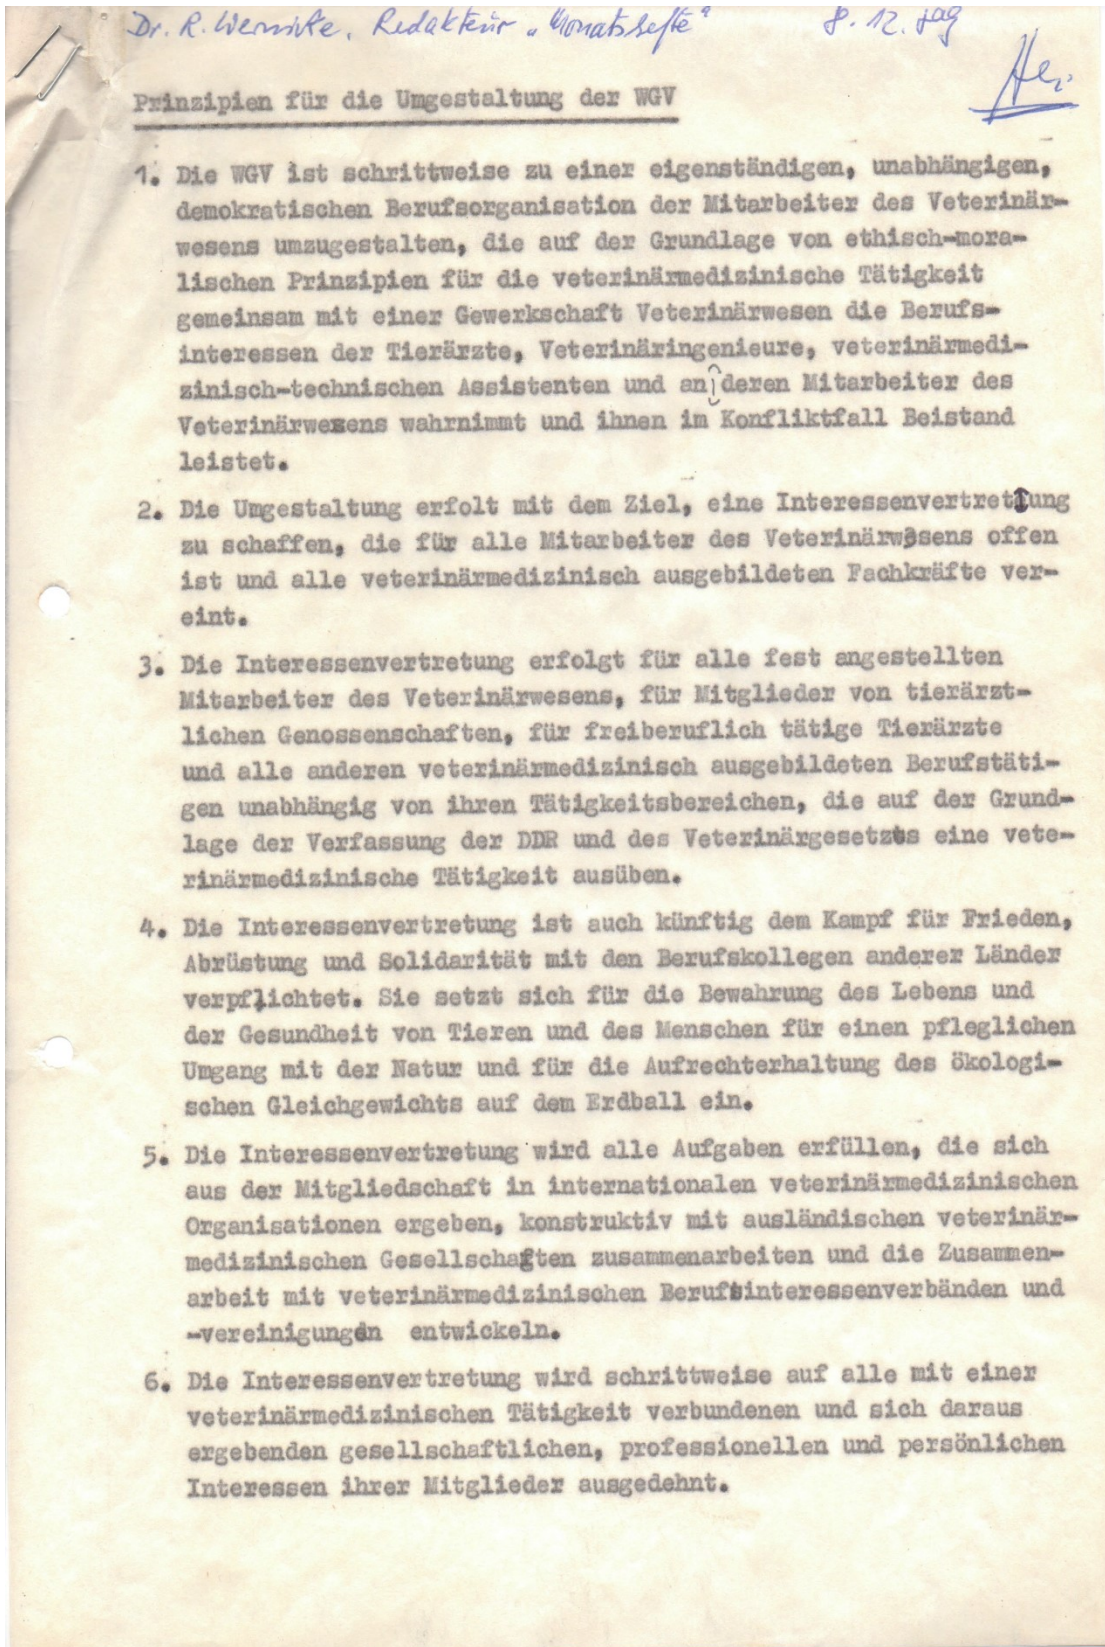 Dr. R. Wernicke, Redakteur „Monatshefte"
8. 12.
Prinzipien für die Umgestaltung der WGV
1. Die WGV ist schrittweise zu einer eigenständigen, unabhängigen,
demokratischen Berufsorganisation der Mitarbeiter des Veterinär-
wesens umzugestalten, die auf der Grundlage von ethisch-mora-
lischen Prinzipien für die veterinärmedizinische Tätigkeit
gemeinsam mit einer Gewerkschaft Veterinärwesen die Berufs-
interessen der Tierärzte, Veterinäringenieure, veterinärmedi-
zinisch-technischen Assistenten und anderen Mitarbeiter des
Veterinärwesens wahrnimmt und ihnen im Konfliktfall Beistand
leistet.
2. Die Umgestaltung erfolt mit dem Ziel, eine Interessenvertretung
zu schaffen, die für alle Mitarbeiter des Veterinärwesens offen
ist und alle veterinärmedizinisch ausgebildeten Fachkräfte ver-
eint.
3. Die Interessenvertretung erfolgt für alle fest angestellten
Mitarbeiter des Veterinärwesens, für Mitglieder von tierärzt-
lichen Genossenschaften, für freiberuflich tätige Tierärzte
und alle anderen veterinärmedizinisch ausgebildeten Berufstäti-
gen unabhängig von ihren Tätigkeitsbereichen, die auf der Grund-
lage der Verfassung der DDR und des Veterinärgesetzts eine vete-
rinärmedizinische Tätigkeit ausüben.
4. Die Interessenvertretung ist auch künftig dem Kampf für Frieden,
Abrüstung und Solidarität mit den Berufskollegen anderer Länder
verpflichtet. Sie setzt sich für die Bewahrung des Lebens und
der Gesundheit von Tieren und des Menschen für einen pfleglichen
Umgang mit der Natur und für die Aufrechterhaltung des ökologi-
schen Gleichgewichts auf dem Erdball ein.
5. Die Interessenvertretung wird alle Aufgaben erfüllen, die sich
aus der Mitgliedschaft in internationalen veterinärmedizinischen
Organisationen ergeben, konstruktiv mit ausländischen veterinär-
medizinischen Gesellschaften zusammenarbeiten und die Zusammen-
arbeit mit veterinärmedizinischen Berufsinteressenverbänden und
-vereinigungen entwickeln.
6. Die Interessenvertretung wird schrittweise auf alle mit einer
veterinärmedizinischen Tätigkeit verbundenen und sich daraus
ergebenden gesellschaftlichen, professionellen und persönlichen
Interessen ihrer Mitglieder ausgedehnt.